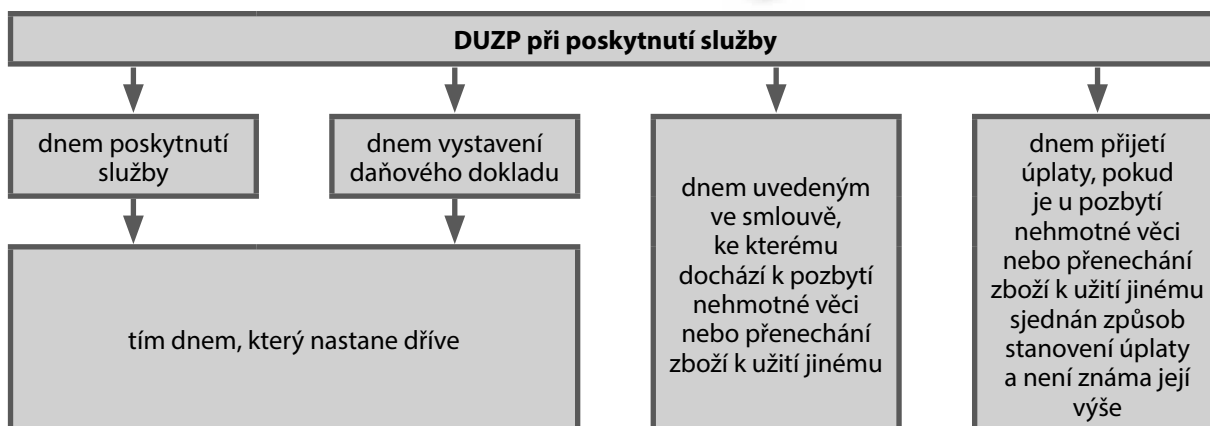 DUZP při poskytnutí služby
dnem poskytnutí
služby
dnem vystavení
daňového dokladu
tím dnem, který nastane dříve
dnem uvedeným
ve smlouvě,
ke kterému
dochází k pozbytí
nehmotné věci
nebo přenechání
zboží k užití jinému
dnem přijetí
úplaty, pokud
je u pozbytí
nehmotné věci
nebo přenechání
zboží k užití jinému
sjednán způsob
stanovení úplaty
a není známa její
výše